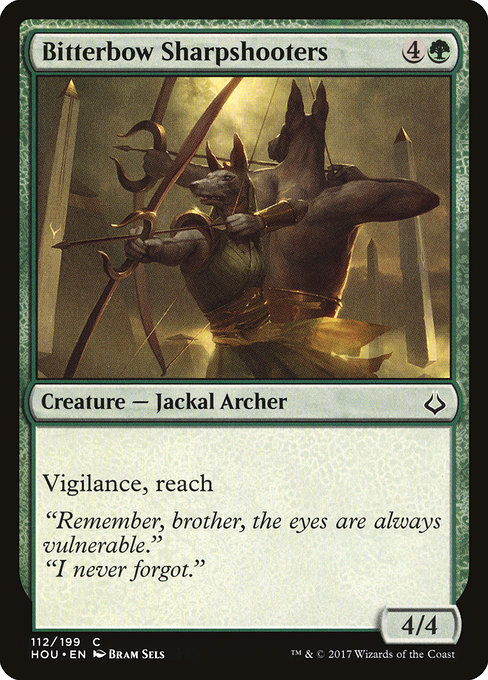 Bitterbow Sharpshooters 4
Creature — Jackal Archer
Vigilance, reach
“Remember, brother, the eyes are always
vulnerable.”
“I never forgot.”
4/4
112/199 C
HOU • EN Bram Sels ™ & © 2017 Wizards of the Coast